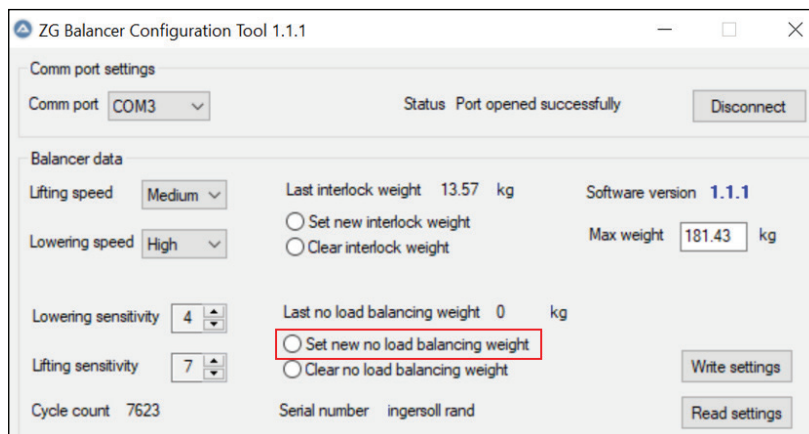 ZG Balancer Configuration Tool 1.1.1
Comm port settings
Comm port COM3 Status Port opened successfully Disconnect
Balancer data
Lifting speed Medium Last interlock weight 13.57 kg Software version 1.1.1
Set new interlock weight
Lowering speed High Clear interlock weight Max weight 181.43 kg
Lowering sensitivity 4 Last no load balancing weight 0 kg
Set new no load balancing weight
Lifting sensitivity 7 Clear no load balancing weight Write settings
Cycle count 7623 Serial number ingersoll rand Read settings